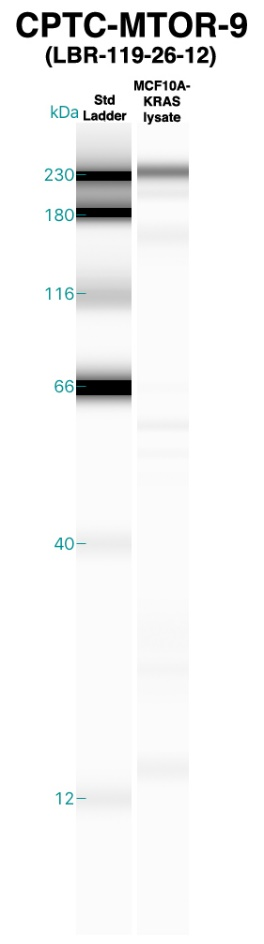 CPTC-MTOR-9
(LBR-119-26-12)
MCF10A-
KRAS
lysate
kDa
Std
Ladder
230
180
116
66
40
12